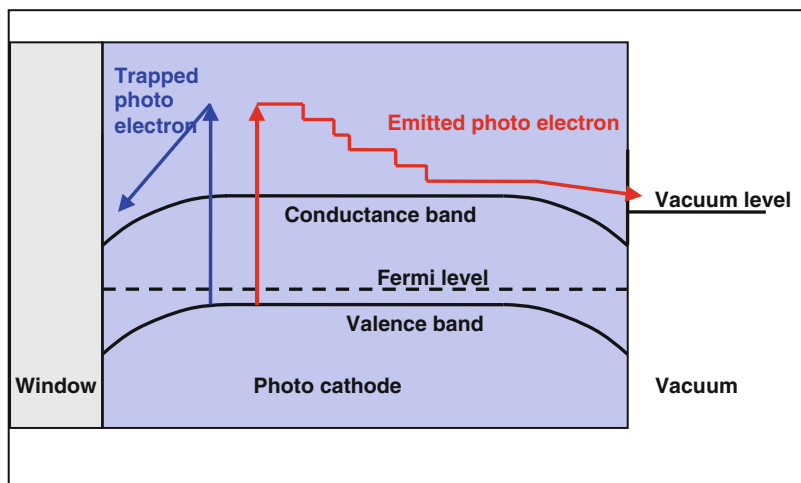 Trapped
photo
electron
Emitted photo electron
Conductance band
Vacuum level
Fermi level
Valence band
Window
Photo cathode
Vacuum